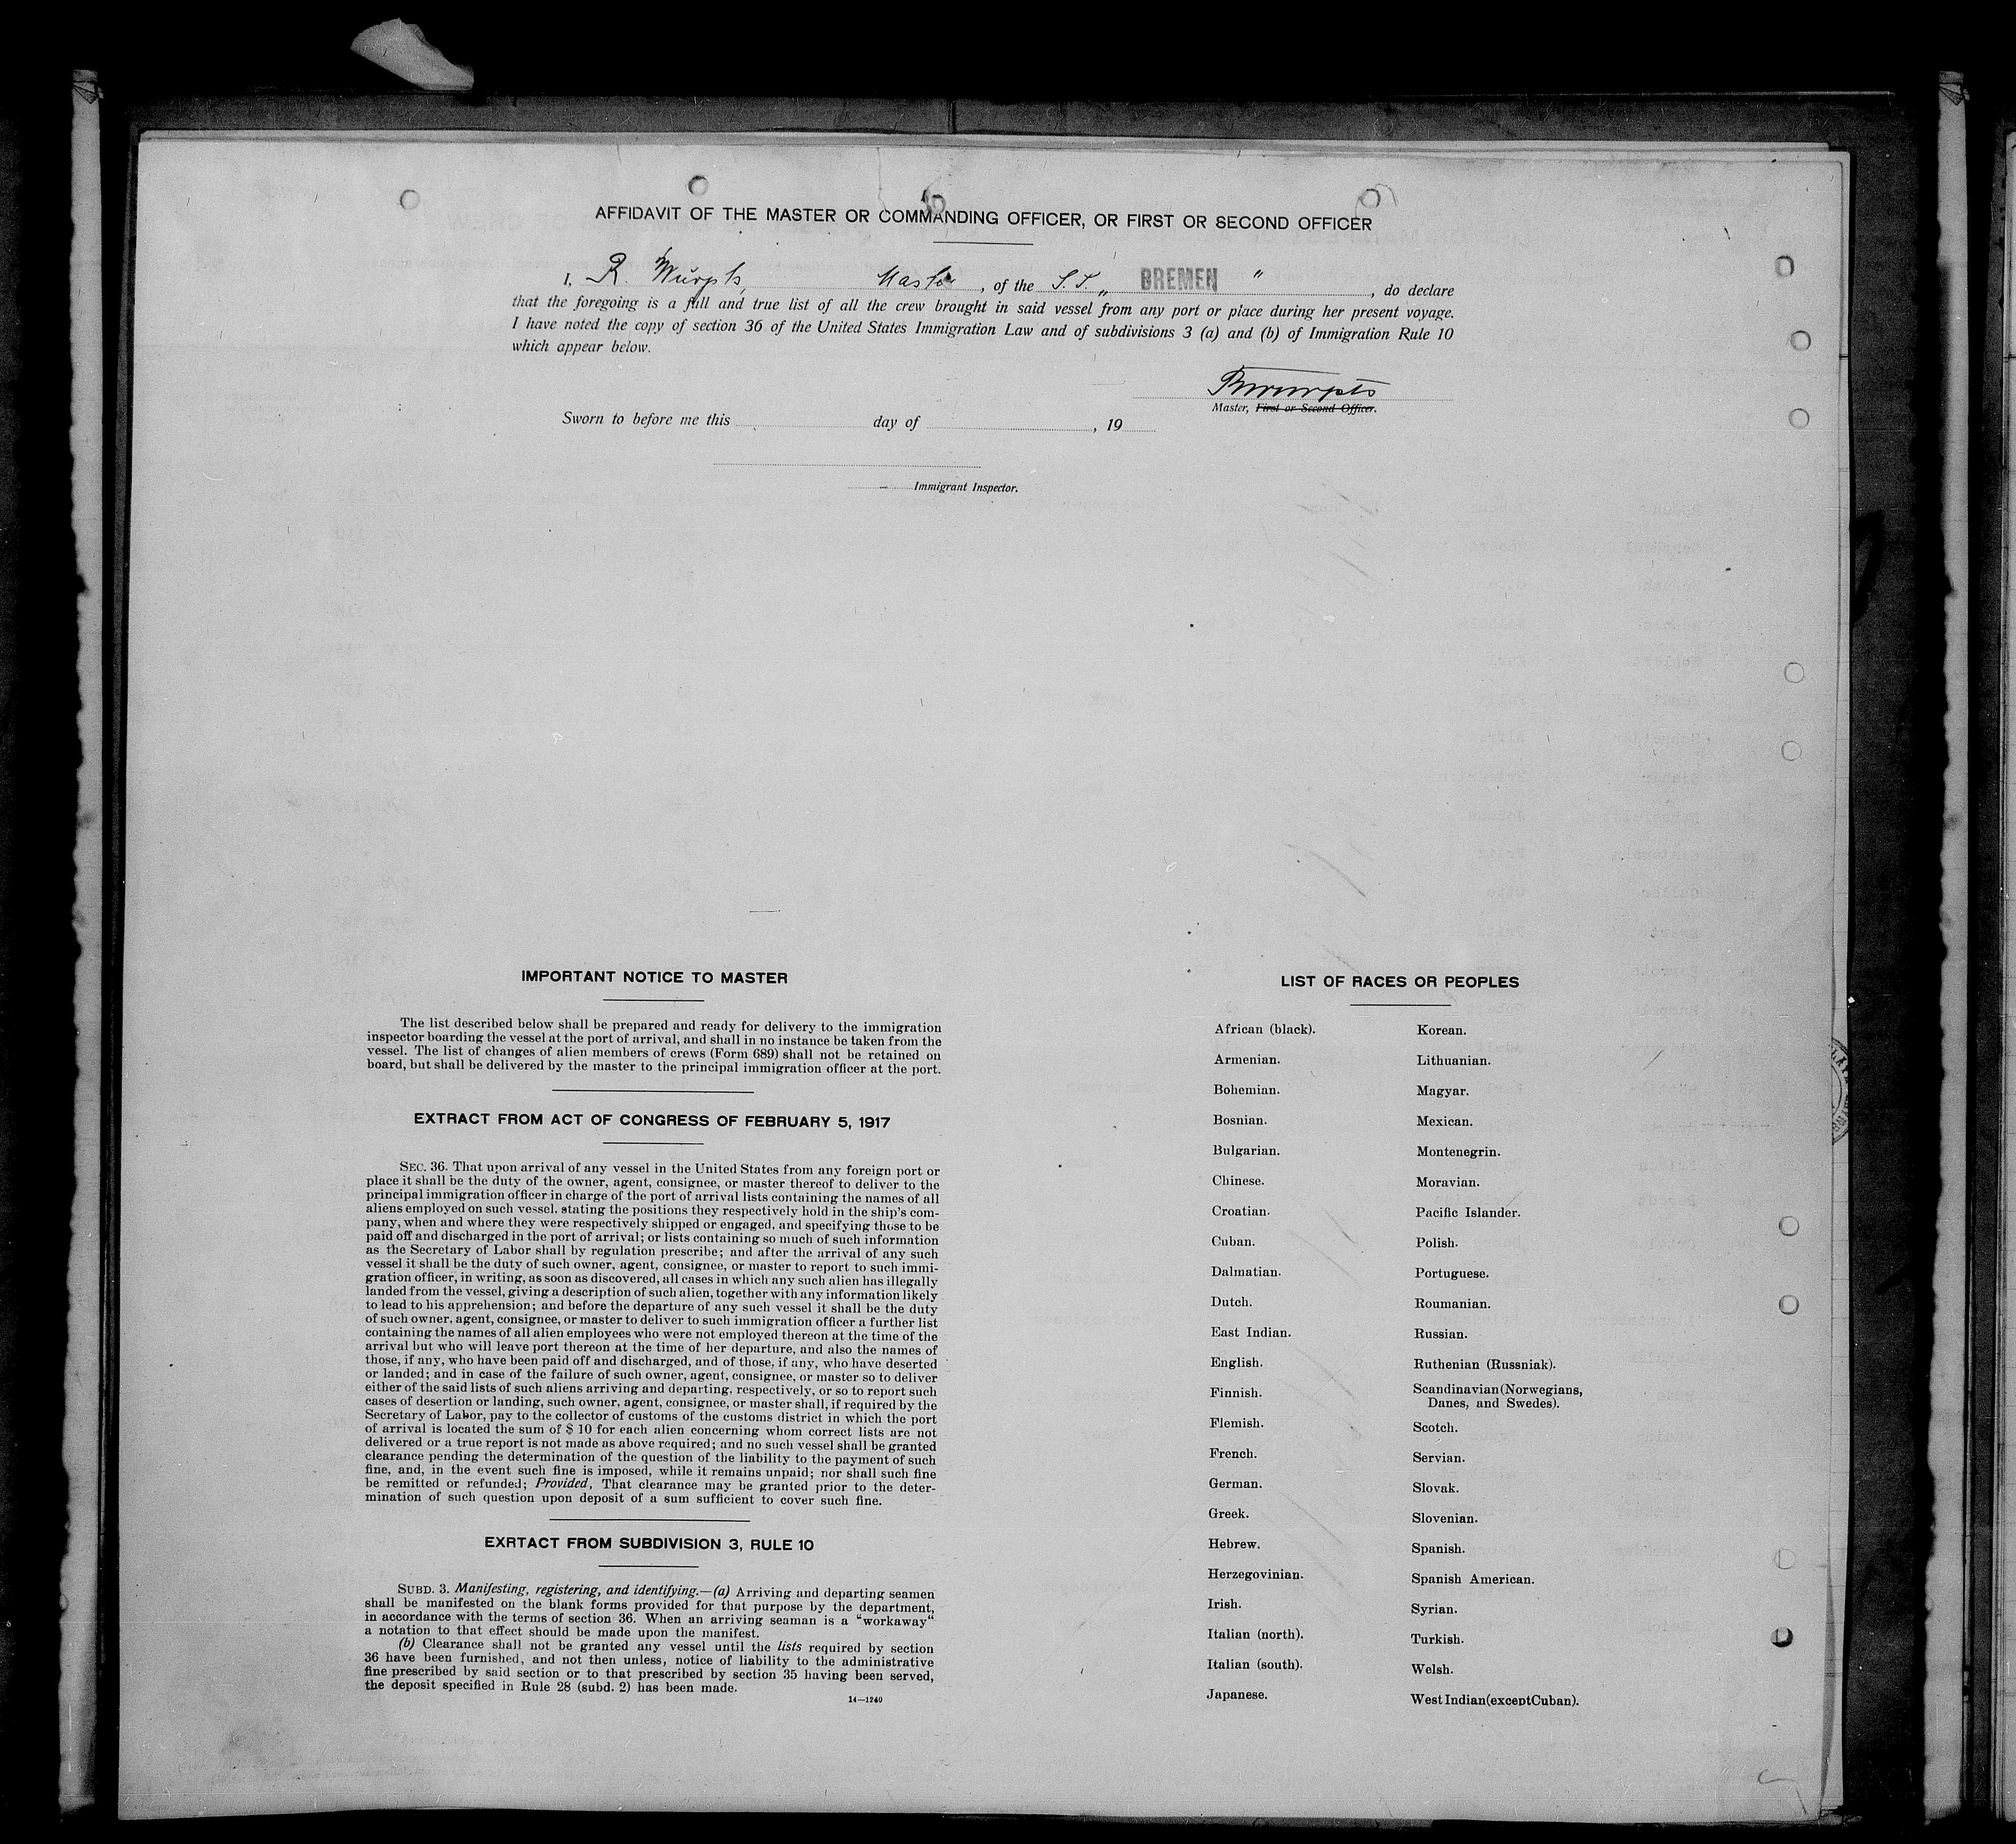 AFFIDAVIT OF THE MASTER OR COMMANDING OFFICER, OR FIRST OR SECOND OFFICER
I, R. Wurpts, Master, of the S.S. „ BREMEN “, do declare
that the foregoing is a full and true list of all the crew brought in said vessel from any port or place during her present voyage.
I have noted the copy of section 36 of the United States Immigration Law and of subdivisions 3 (a) and (b) of Immigration Rule 10
which appear below.
RWurpts
Master, First or Second Officer.
Sworn to before me this day of , 19
Immigrant Inspector.
IMPORTANT NOTICE TO MASTER
The list described below shall be prepared and ready for delivery to the immigration
inspector boarding the vessel at the port of arrival, and shall in no instance be taken from the
vessel. The list of changes of alien members of crews (Form 689) shall not be retained on
board, but shall be delivered by the master to the principal immigration officer at the port.
EXTRACT FROM ACT OF CONGRESS OF FEBRUARY 5, 1917
SEC. 36. That upon arrival of any vessel in the United States from any foreign port or
place it shall be the duty of the owner, agent, consignee, or master thereof to deliver to the
principal immigration officer in charge of the port of arrival lists containing the names of all
aliens employed on such vessel, stating the positions they respectively hold in the ship's com-
pany, when and where they were respectively shipped or engaged, and specifying those to be
paid off and discharged in the port of arrival; or lists containing so much of such information
as the Secretary of Labor shall by regulation prescribe; and after the arrival of any such
vessel it shall be the duty of such owner, agent, consignee, or master to report to such immi-
gration officer, in writing, as soon as discovered, all cases in which any such alien has illegally
landed from the vessel, giving a description of such alien, together with any information likely
to lead to his apprehension; and before the departure of any such vessel it shall be the duty
of such owner, agent, consignee, or master to deliver to such immigration officer a further list
containing the names of all alien employees who were not employed thereon at the time of the
arrival but who will leave port thereon at the time of her departure, and also the names of
those, if any, who have been paid off and discharged, and of those, if any, who have deserted
or landed; and in case of the failure of such owner, agent, consignee, or master so to deliver
either of the said lists of such aliens arriving and departing, respectively, or so to report such
cases of desertion or landing, such owner, agent, consignee, or master shall, if required by the
Secretary of Labor, pay to the collector of customs of the customs district in which the port
of arrival is located the sum of $ 10 for each alien concerning whom correct lists are not
delivered or a true report is not made as above required; and no such vessel shall be granted
clearance pending the determination of the question of the liability to the payment of such
fine, and, in the event such fine is imposed, while it remains unpaid; nor shall such fine
be remitted or refunded; Provided, That clearance may be granted prior to the deter-
mination of such question upon deposit of a sum sufficient to cover such fine.
EXRTACT FROM SUBDIVISION 3, RULE 10
SUBD. 3. Manifesting, registering, and identifying.—(a) Arriving and departing seamen
shall be manifested on the blank forms provided for that purpose by the department,
in accordance with the terms of section 36. When an arriving seaman is a “workaway“
a notation to that effect should be made upon the manifest.
(b) Clearance shall not be granted any vessel until the lists required by section
36 have been furnished, and not then unless, notice of liability to the administrative
fine prescribed by said section or to that prescribed by section 35 having been served,
the deposit specified in Rule 28 (subd. 2) has been made.
14—1240
LIST OF RACES OR PEOPLES
African (black).
Armenian.
Bohemian.
Bosnian.
Bulgarian.
Chinese.
Croatian.
Cuban.
Dalmatian.
Dutch.
East Indian.
English.
Finnish.
Flemish.
French.
German.
Greek.
Hebrew.
Herzegovinian.
Irish.
Italian (north).
Italian (south).
Japanese.
Korean.
Lithuanian.
Magyar.
Mexican.
Montenegrin.
Moravian.
Pacific Islander.
Polish.
Portuguese.
Roumanian.
Russian.
Ruthenian (Russniak).
Scandinavian (Norwegians,
Danes, and Swedes).
Scotch.
Servian.
Slovak.
Slovenian.
Spanish.
Spanish American.
Syrian.
Turkish.
Welsh.
West Indian (except Cuban).